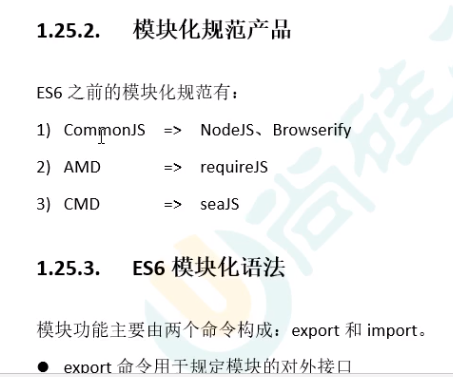 1.25.2. 模块化规范产品
ES6 之前的模块化规范有：
1) CommonJS => NodeJS、Browserify
2) AMD => requireJS
3) CMD => seaJS
1.25.3. ES6 模块化语法
模块功能主要由两个命令构成：export 和 import。
● export 命令用于规定模块的对外接口
尚硅